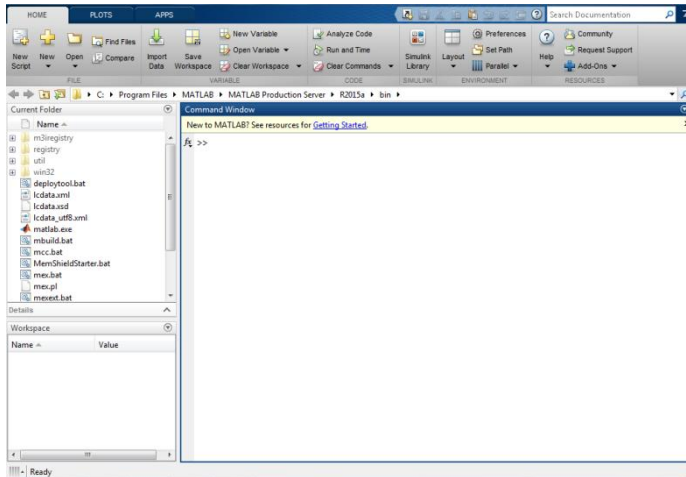 HOME PLOTS APPS Search Documentation
New Script
New
Open
Find Files
Compare
Import Data
Save Workspace
New Variable
Open Variable
Clear Workspace
Analyze Code
Run and Time
Clear Commands
Simulink Library
Layout
Preferences
Set Path
Parallel
Help
Community
Request Support
Add-Ons
FILE VARIABLE CODE SIMULINK ENVIRONMENT RESOURCES
C: Program Files MATLAB MATLAB Production Server R2015a bin
Current Folder
Name
m3iregistry
registry
util
win32
deploytool.bat
lcdata.xml
lcdata.xsd
lcdata_utf8.xml
matlab.exe
mbuild.bat
mcc.bat
MemShieldStarter.bat
mex.bat
mex.pl
mexext.bat
Details
Workspace
Name Value
Command Window
New to MATLAB? See resources for Getting Started.
fx >>
Ready